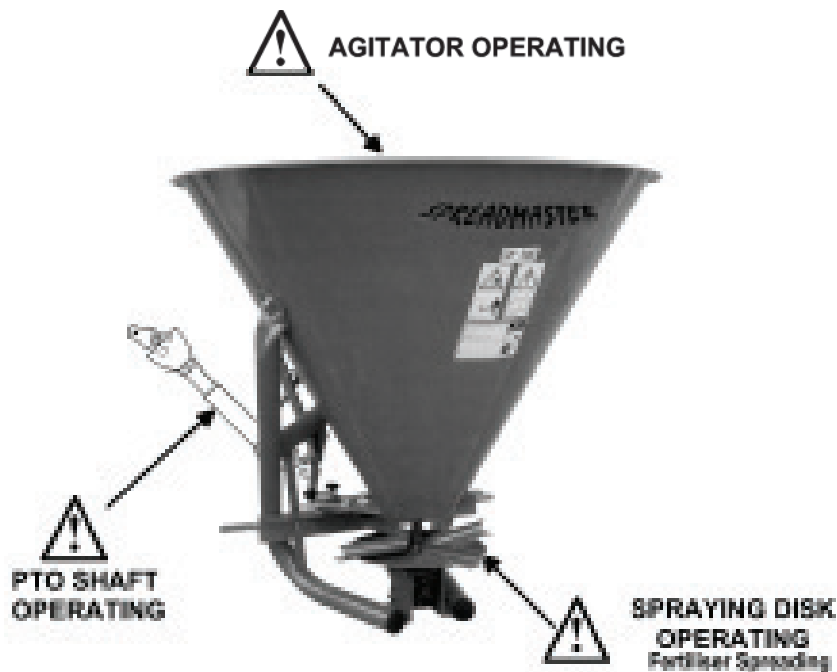 AGITATOR OPERATING
SPREADMASTER
PTO SHAFT
OPERATING
SPRAYING DISK
OPERATING
Fertiliser Spreading